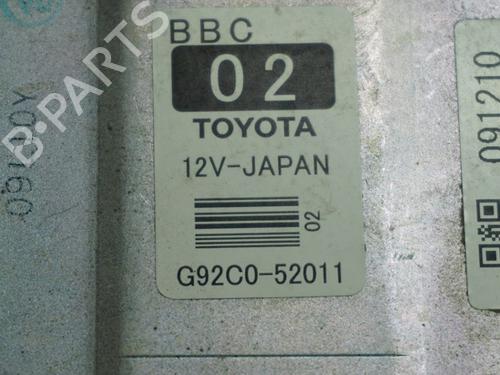 BBC
02
TOYOTA
12V-JAPAN
02
G92C0-52011
091210
B-Parts